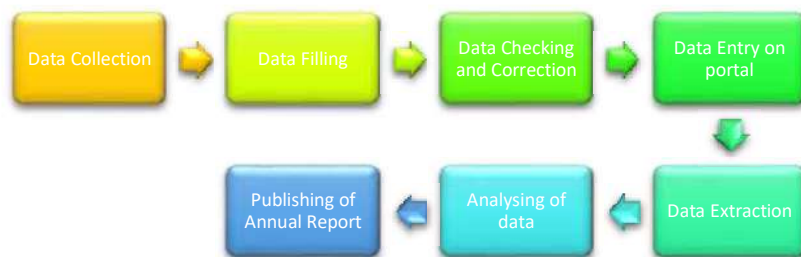 Data Collection
Data Filling
Data Checking
and Correction
Data Entry on
portal
Data Extraction
Analysing of
data
Publishing of
Annual Report